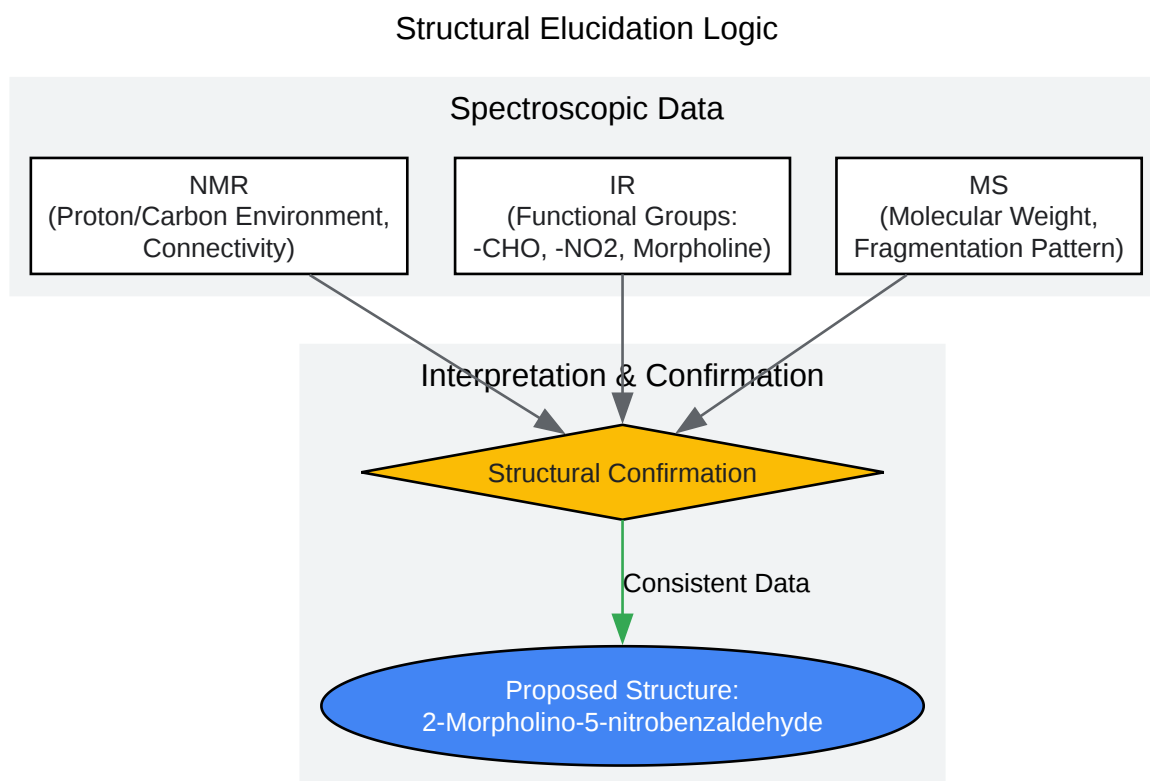 Structural Elucidation Logic
Spectroscopic Data
NMR
(Proton/Carbon Environment,
Connectivity)
IR
(Functional Groups:
-CHO, -NO2, Morpholine)
MS
(Molecular Weight,
Fragmentation Pattern)
Interpretation & Confirmation
Structural Confirmation
Consistent Data
Proposed Structure:
2-Morpholino-5-nitrobenzaldehyde